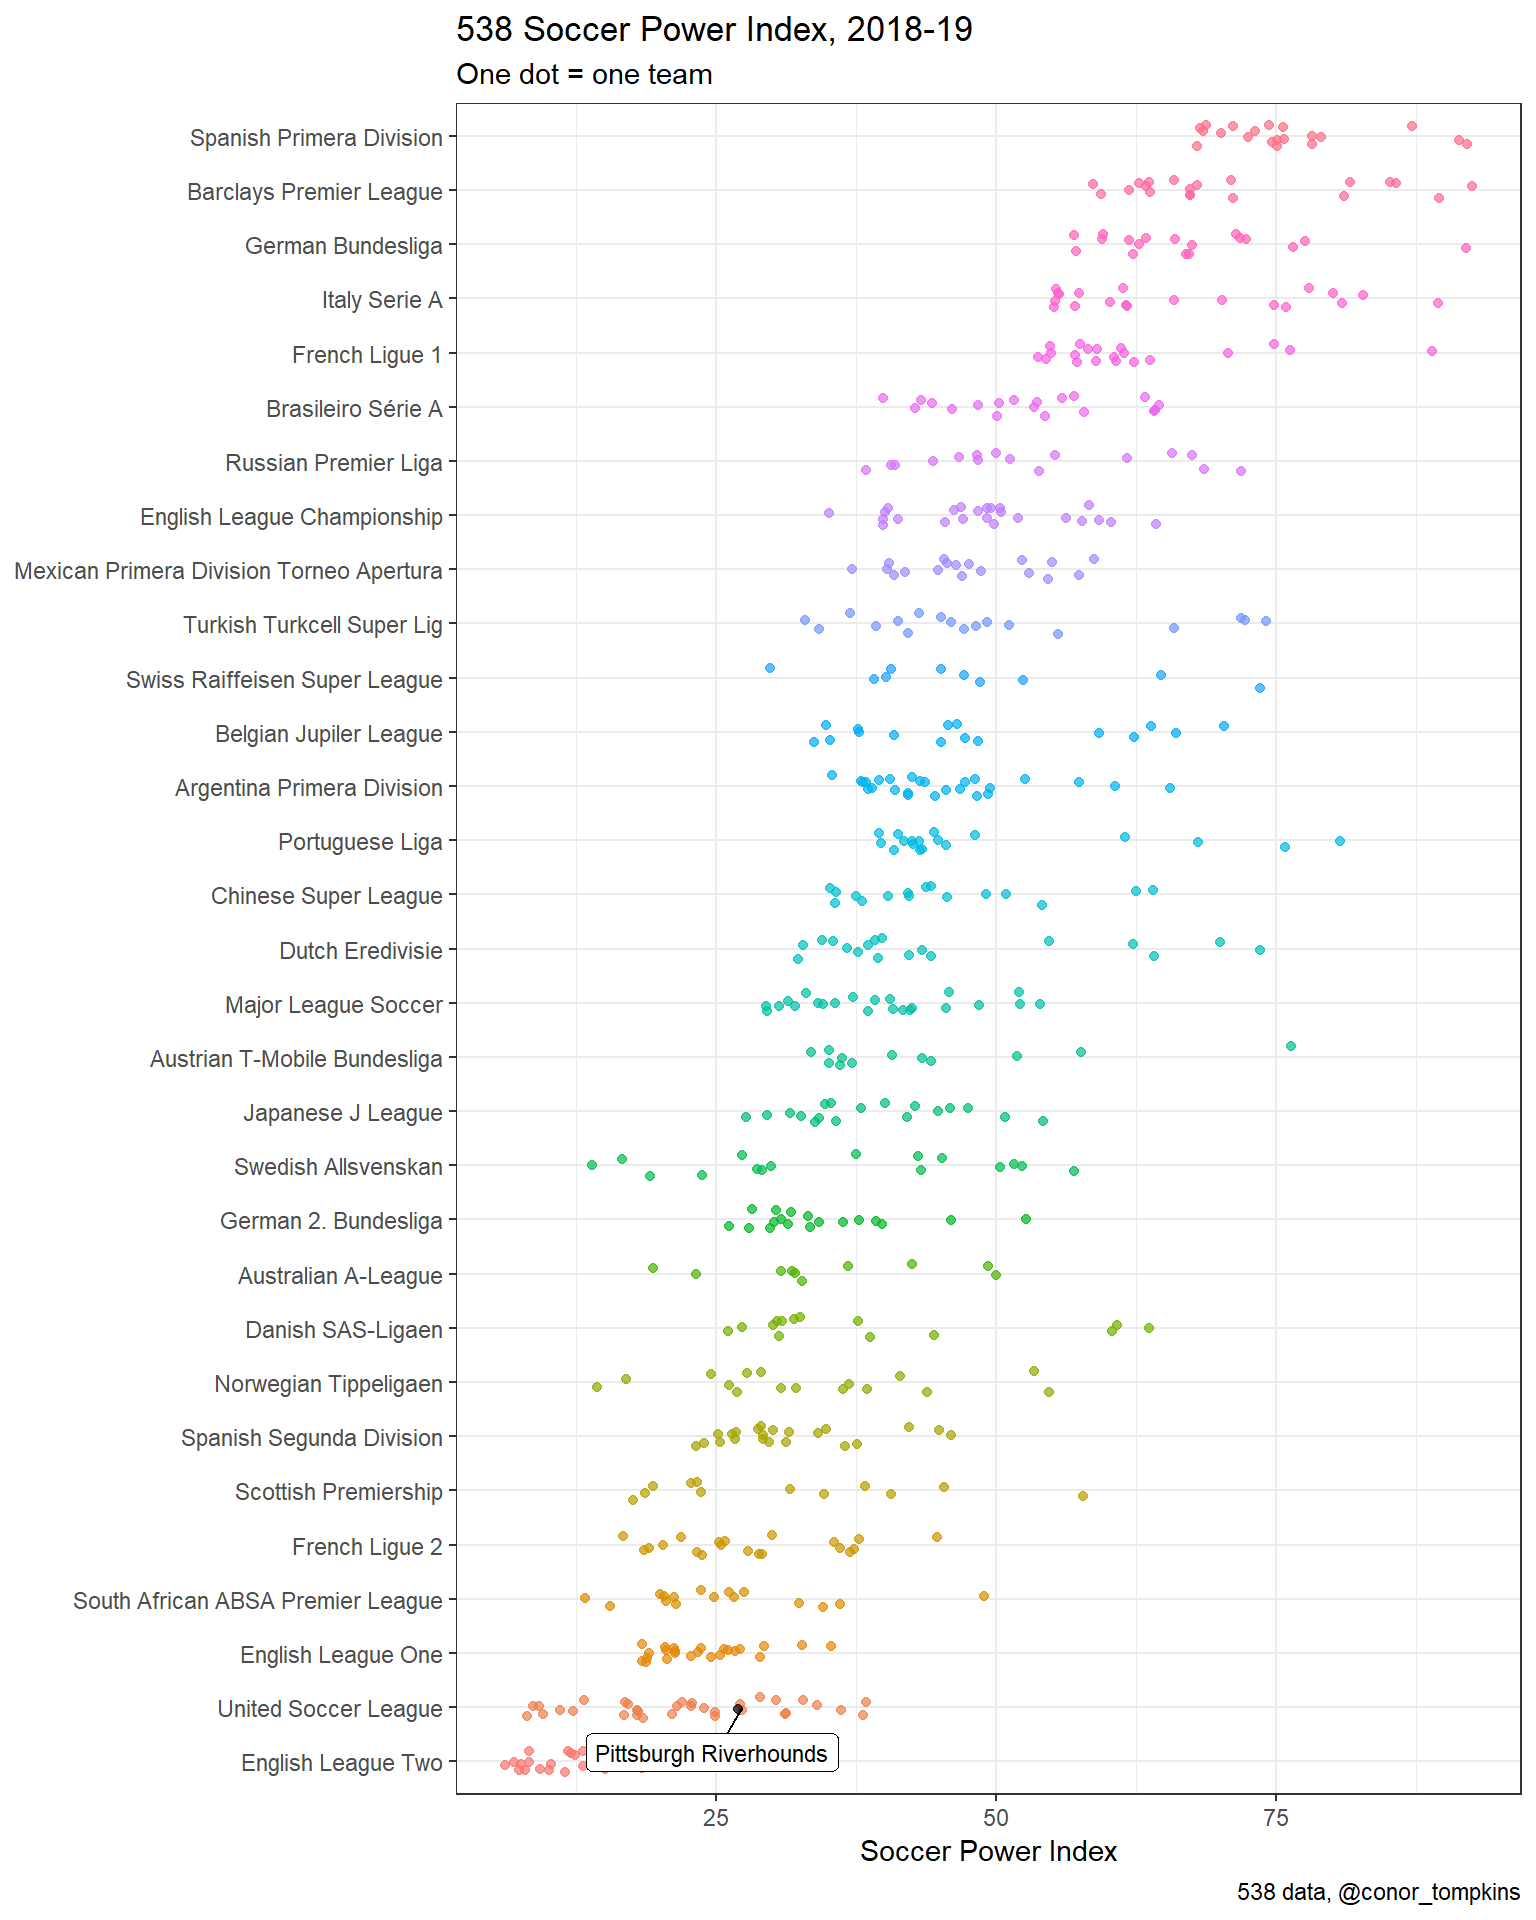 538 Soccer Power Index, 2018-19
One dot = one team
Spanish Primera Division
Barclays Premier League
German Bundesliga
Italy Serie A
French Ligue 1
Brasileiro Série A
Russian Premier Liga
English League Championship
Mexican Primera Division Torneo Apertura
Turkish Turkcell Super Lig
Swiss Raiffeisen Super League
Belgian Jupiler League
Argentina Primera Division
Portuguese Liga
Chinese Super League
Dutch Eredivisie
Major League Soccer
Austrian T-Mobile Bundesliga
Japanese J League
Swedish Allsvenskan
German 2. Bundesliga
Australian A-League
Danish SAS-Ligaen
Norwegian Tippeligaen
Spanish Segunda Division
Scottish Premiership
French Ligue 2
South African ABSA Premier League
English League One
United Soccer League
Pittsburgh Riverhounds
English League Two
25 50 75
Soccer Power Index
538 data, @conor_tompkins